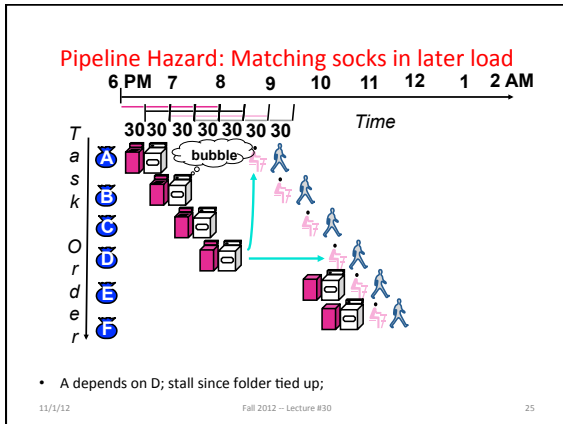 Pipeline Hazard: Matching socks in later load
6 PM 7 8 9 10 11 12 1 2 AM
Time
30 30 30 30 30 30 30
Task Order
bubble
A
B
C
D
E
F
• A depends on D; stall since folder tied up;
11/1/12 Fall 2012 -- Lecture #30 25